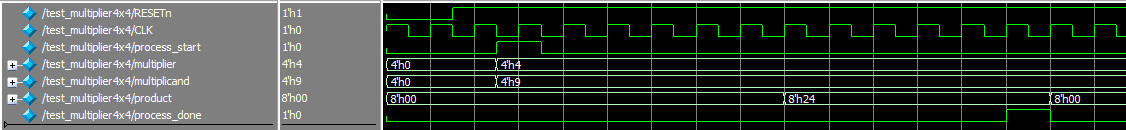 /test_multiplier4x4/RESETn 1'h1
/test_multiplier4x4/CLK 1'h0
/test_multiplier4x4/process_start 1'h0
/test_multiplier4x4/multiplier 4'h4 4'h0 4'h4
/test_multiplier4x4/multiplicand 4'h9 4'h0 4'h9
/test_multiplier4x4/product 8'h00 8'h00 8'h24 8'h00
/test_multiplier4x4/process_done 1'h0